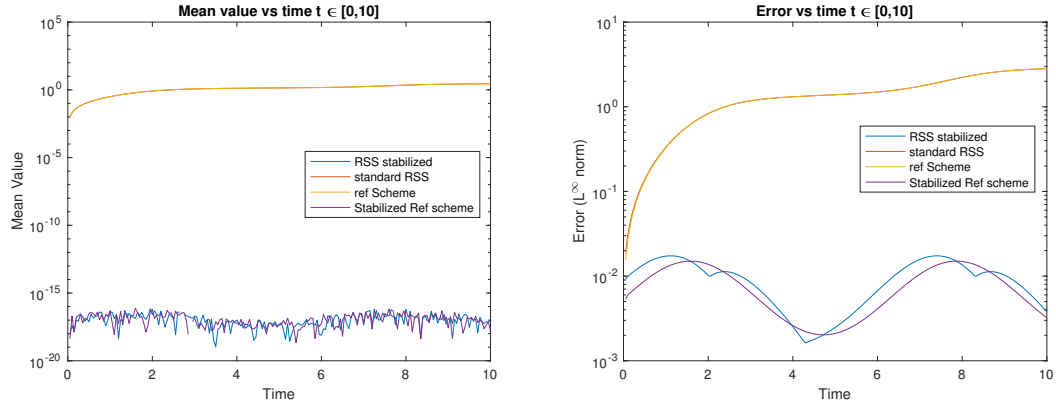 Mean value vs time t ∈ [0,10]
10^5
10^0
10^-5
10^-10
10^-15
10^-20
Mean Value
RSS stabilized
standard RSS
ref Scheme
Stabilized Ref scheme
0 2 4 6 8 10
Time
Error vs time t ∈ [0,10]
10^1
10^0
10^-1
10^-2
10^-3
Error (L^∞ norm)
RSS stabilized
standard RSS
ref Scheme
Stabilized Ref scheme
0 2 4 6 8 10
Time